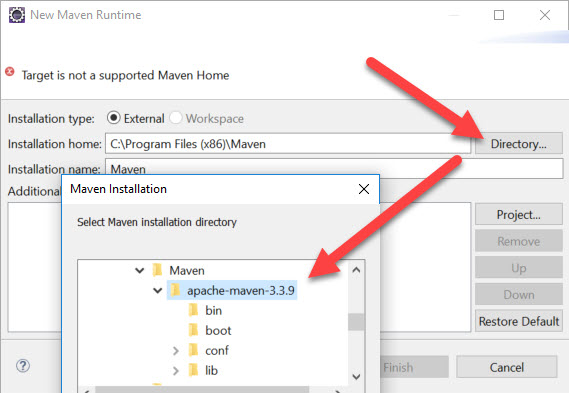 New Maven Runtime
Target is not a supported Maven Home
Installation type: External Workspace
Installation home: C:\Program Files (x86)\Maven Directory...
Installation name: Maven
Additional
Maven Installation
Select Maven installation directory
Maven
apache-maven-3.3.9
bin
boot
conf
lib
Project...
Remove
Up
Down
Restore Default
Finish Cancel